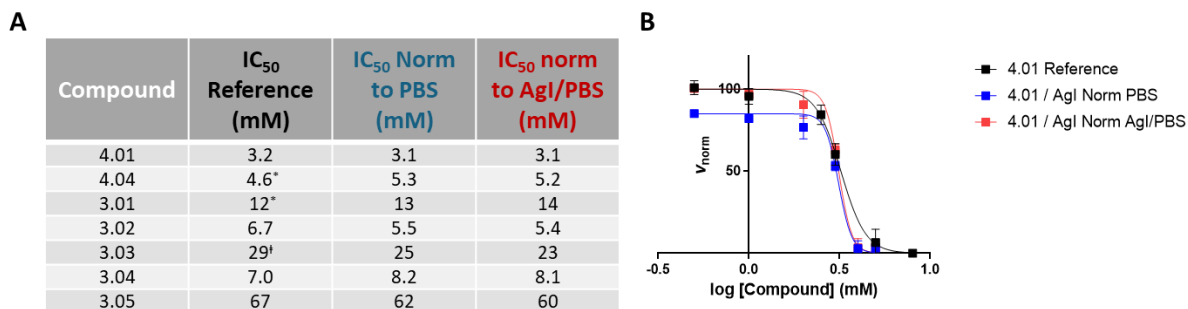 A
Compound
IC50
Reference
(mM)
IC50 Norm
to PBS
(mM)
IC50 norm
to AgI/PBS
(mM)
4.01 3.2 3.1 3.1
4.04 4.6* 5.3 5.2
3.01 12* 13 14
3.02 6.7 5.5 5.4
3.03 29ƚ 25 23
3.04 7.0 8.2 8.1
3.05 67 62 60
B
100
50
vnorm
-0.5 0.0 0.5 1.0
log [Compound] (mM)
4.01 Reference
4.01 / AgI Norm PBS
4.01 / AgI Norm AgI/PBS